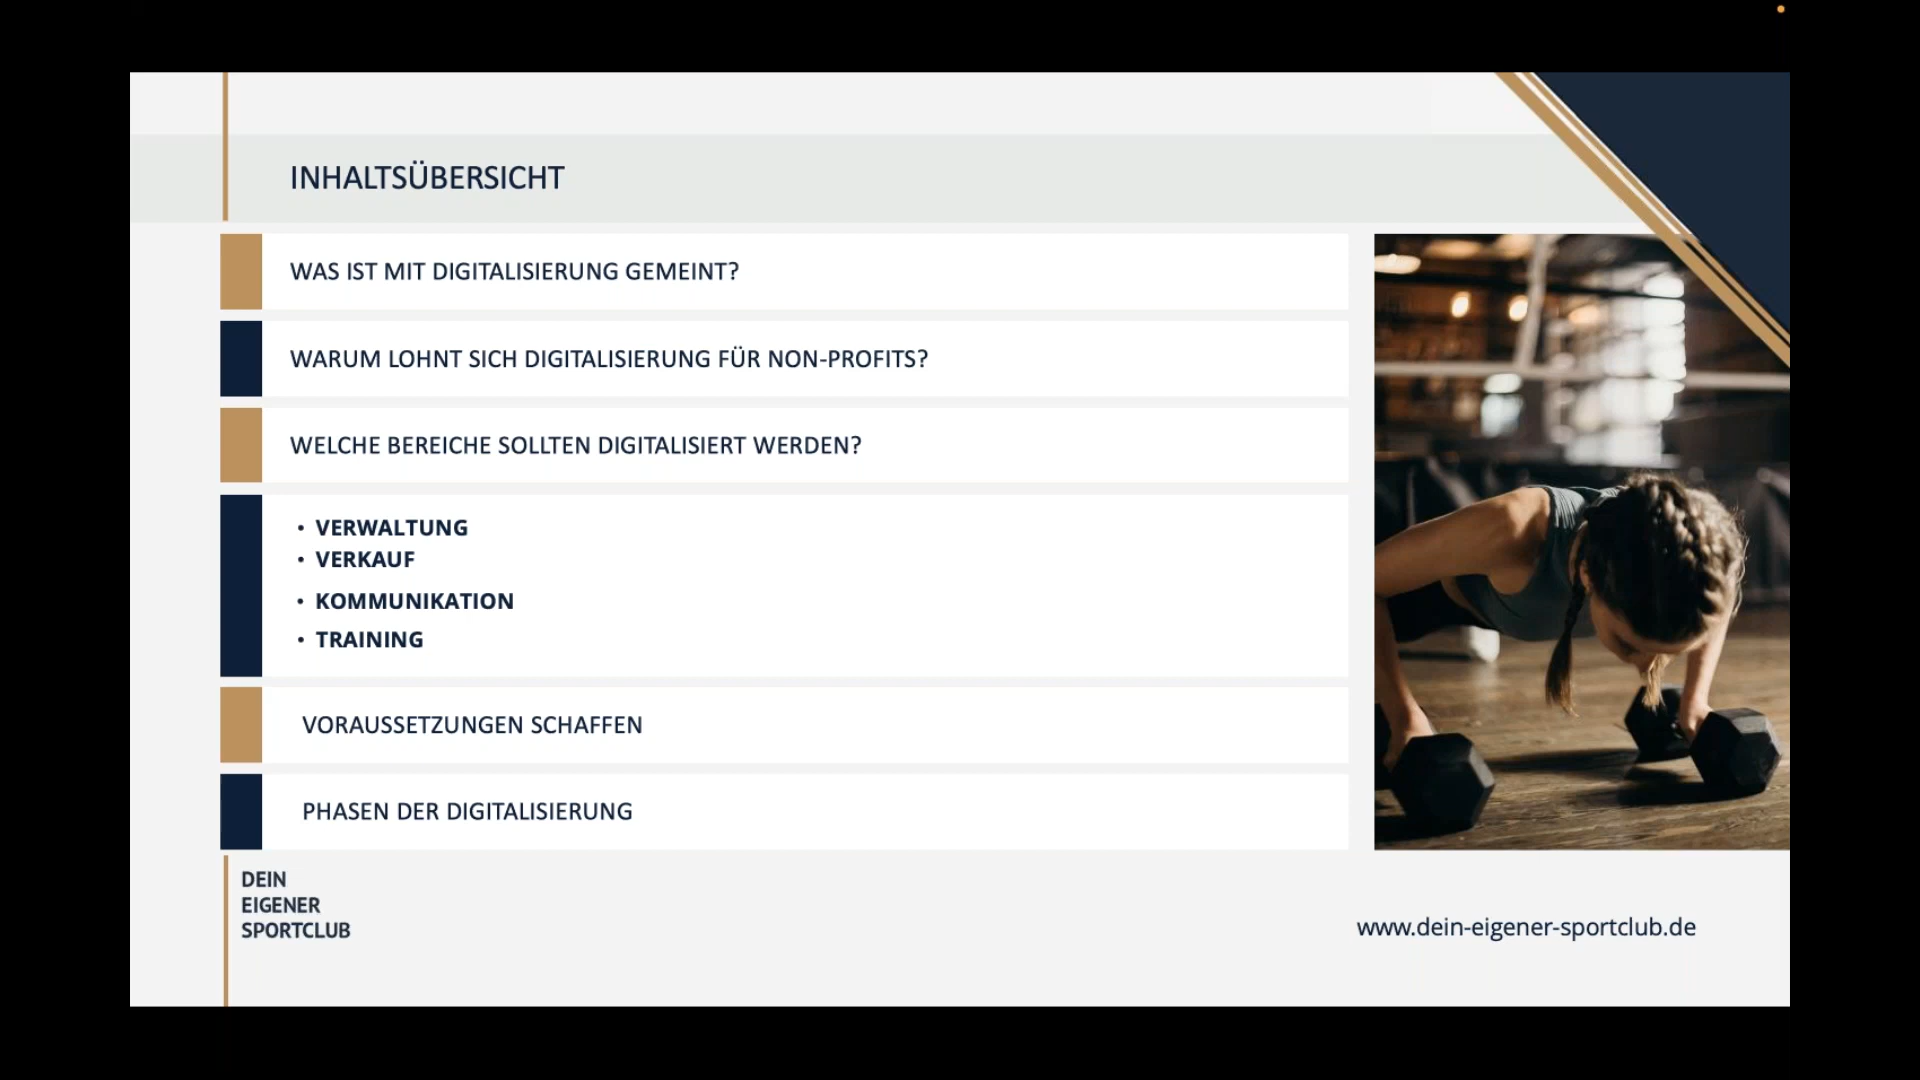 INHALTSÜBERSICHT
WAS IST MIT DIGITALISIERUNG GEMEINT?
WARUM LOHNT SICH DIGITALISIERUNG FÜR NON-PROFITS?
WELCHE BEREICHE SOLLTEN DIGITALISIERT WERDEN?
• VERWALTUNG
• VERKAUF
• KOMMUNIKATION
• TRAINING
VORAUSSETZUNGEN SCHAFFEN
PHASEN DER DIGITALISIERUNG
DEIN
EIGENER
SPORTCLUB
www.dein-eigener-sportclub.de